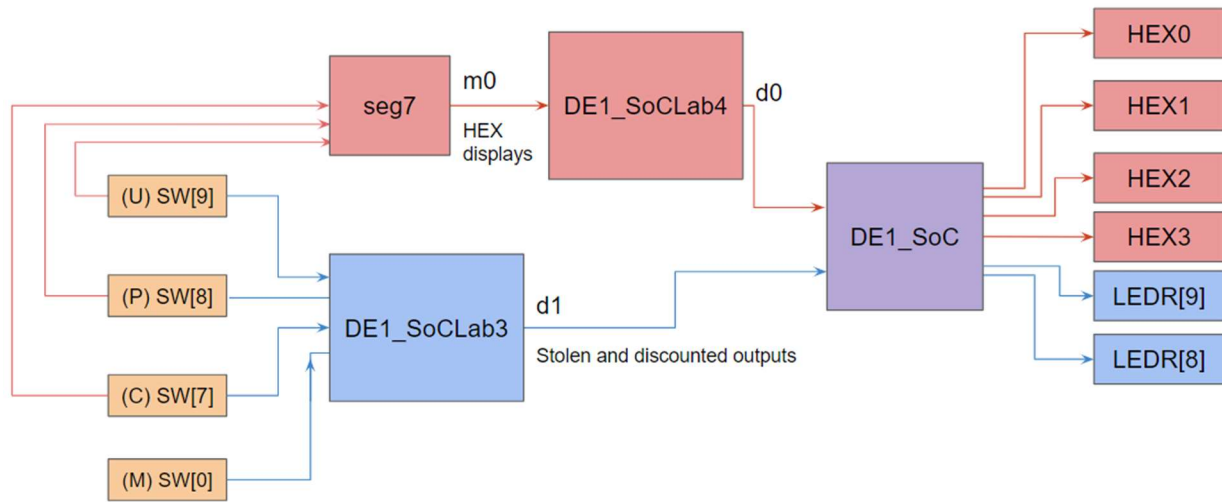 HEX0
seg7
m0
DE1_SoCLab4
d0
HEX1
HEX
displays
HEX2
(U) SW[9]
DE1_SoC
HEX3
(P) SW[8]
DE1_SoCLab3
d1
LEDR[9]
Stolen and discounted outputs
LEDR[8]
(C) SW[7]
(M) SW[0]